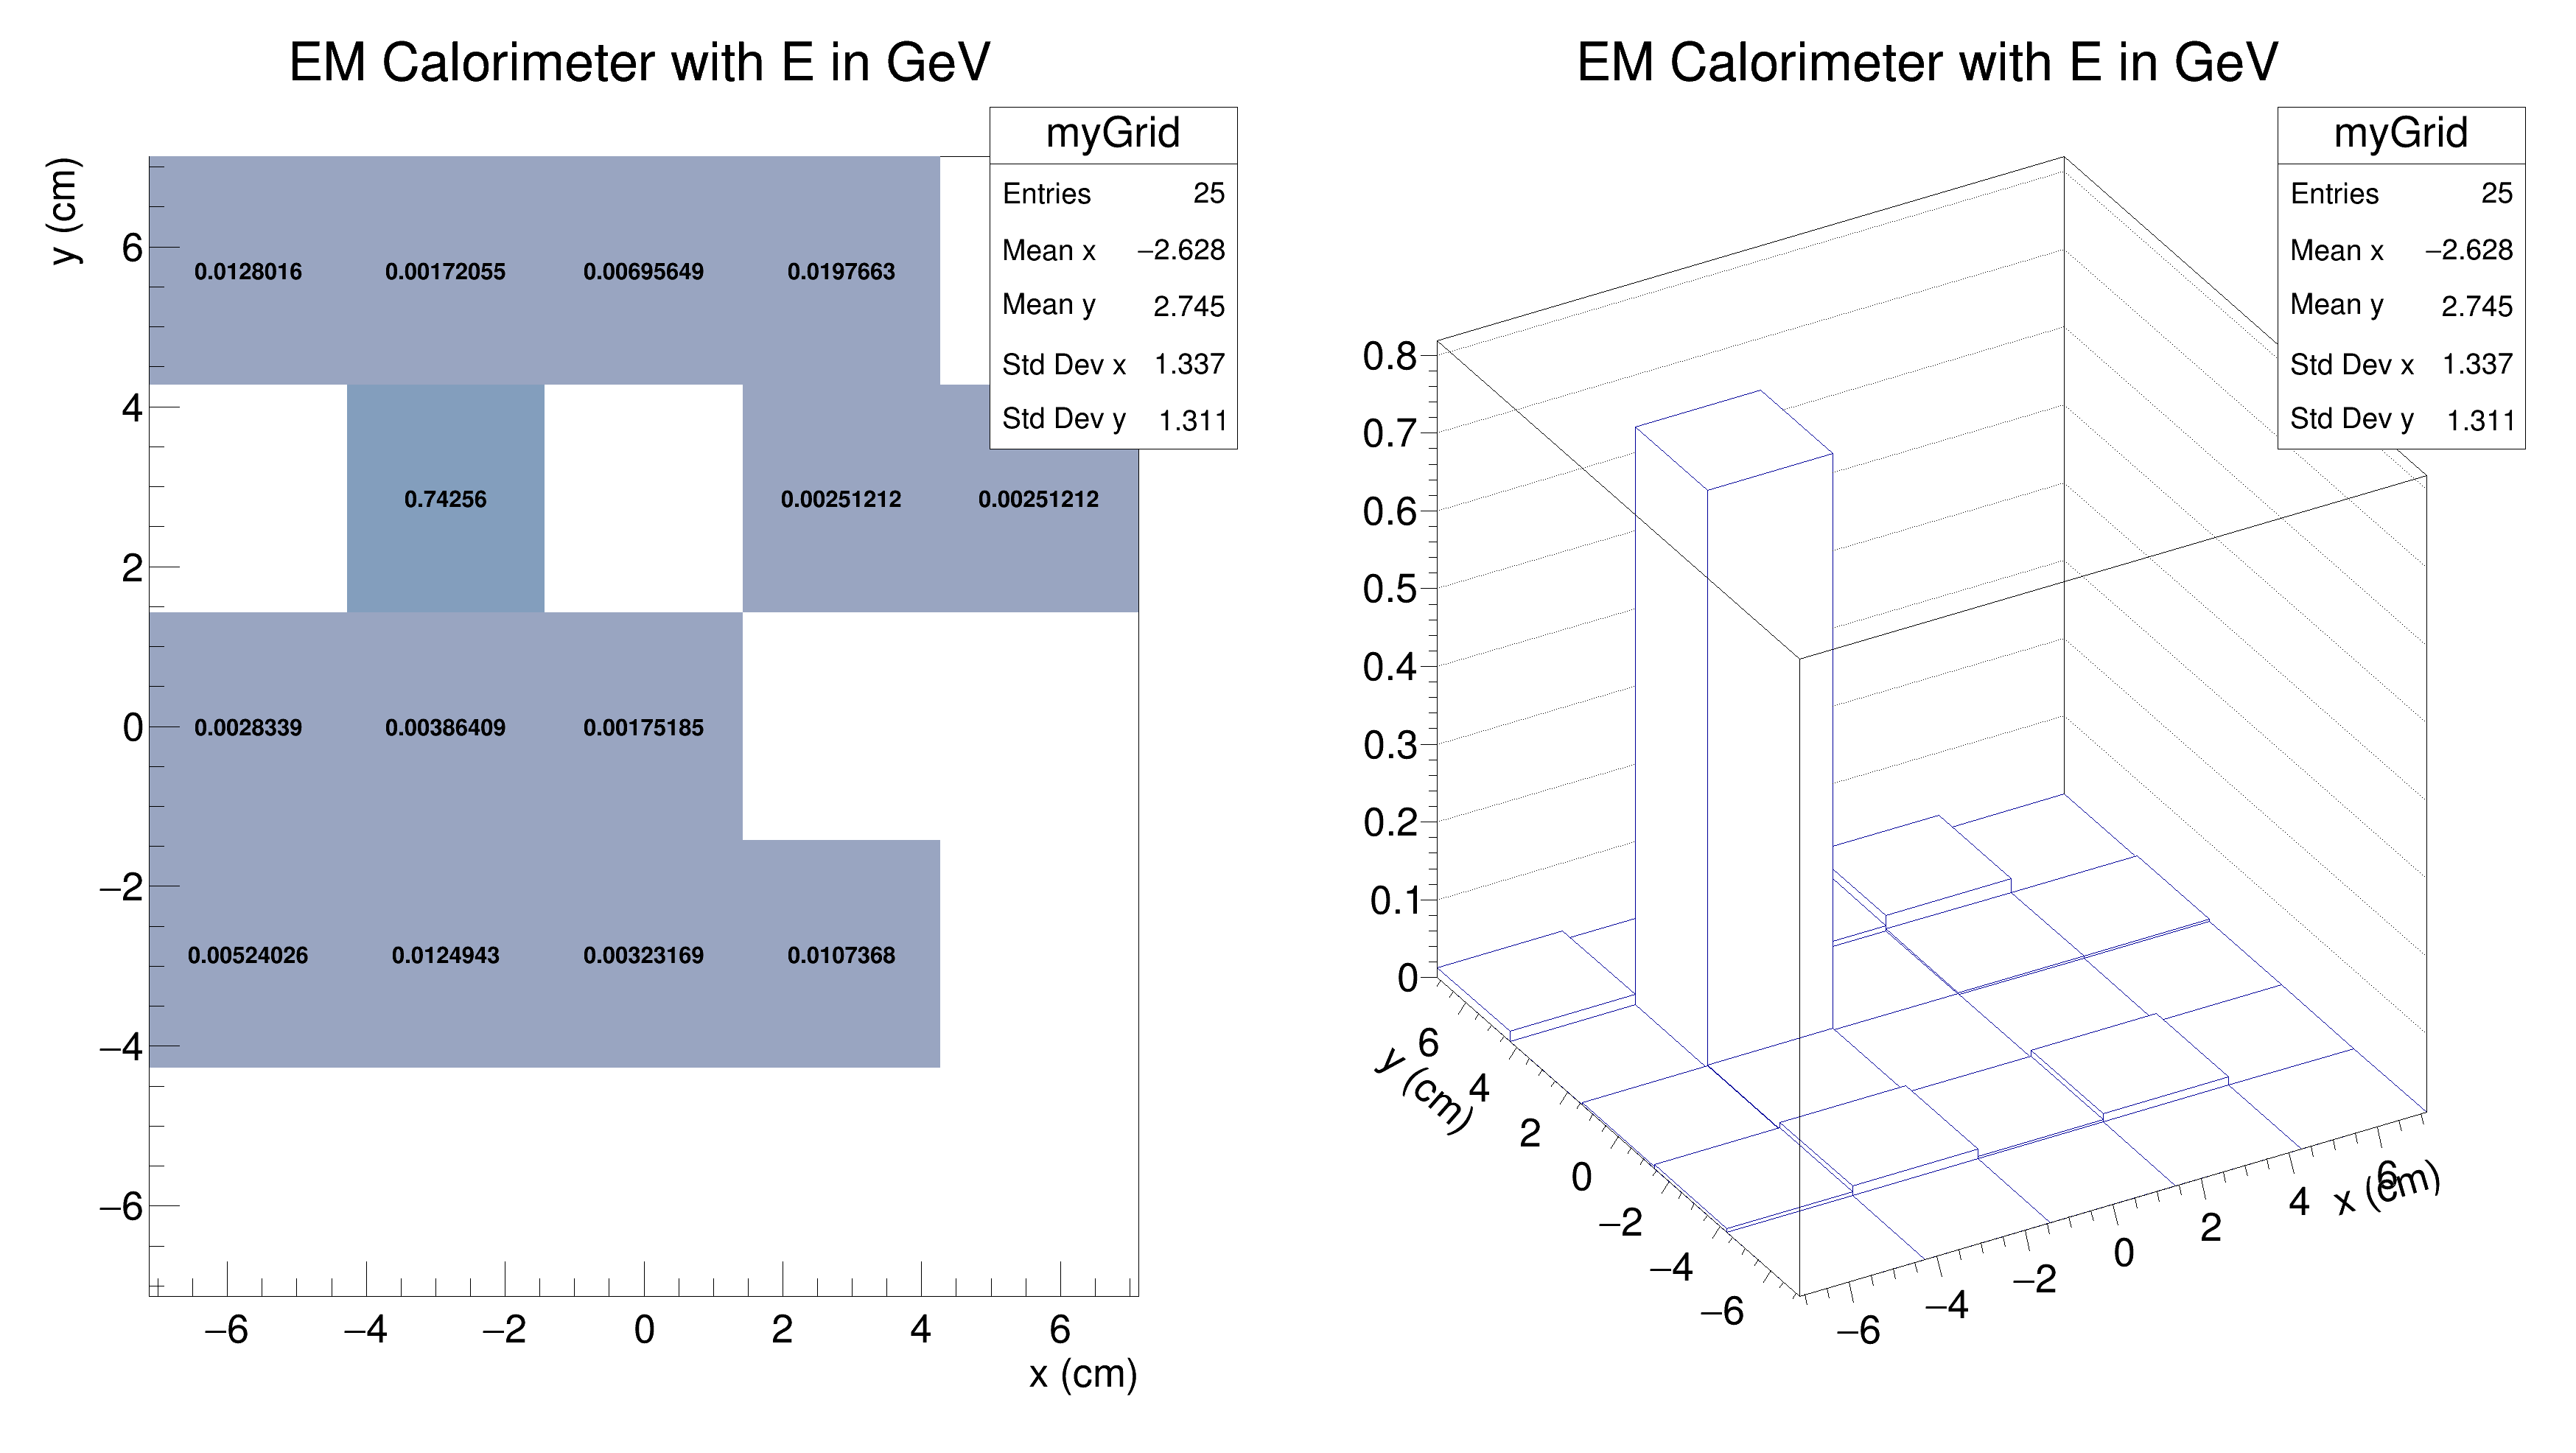 EM Calorimeter with E in GeV
y (cm)
myGrid
Entries 25
Mean x −2.628
Mean y 2.745
Std Dev x 1.337
Std Dev y 1.311
6
4
2
0
−2
−4
−6
0.0128016 0.00172055 0.00695649 0.0197663
0.74256 0.00251212 0.00251212
0.0028339 0.00386409 0.00175185
0.00524026 0.0124943 0.00323169 0.0107368
−6 −4 −2 0 2 4 6
x (cm)
EM Calorimeter with E in GeV
myGrid
Entries 25
Mean x −2.628
Mean y 2.745
Std Dev x 1.337
Std Dev y 1.311
0.8
0.7
0.6
0.5
0.4
0.3
0.2
0.1
0
6
4
2
0
−2
−4
−6
y (cm)
−6
−4
−2
0
2
4
6
x (cm)